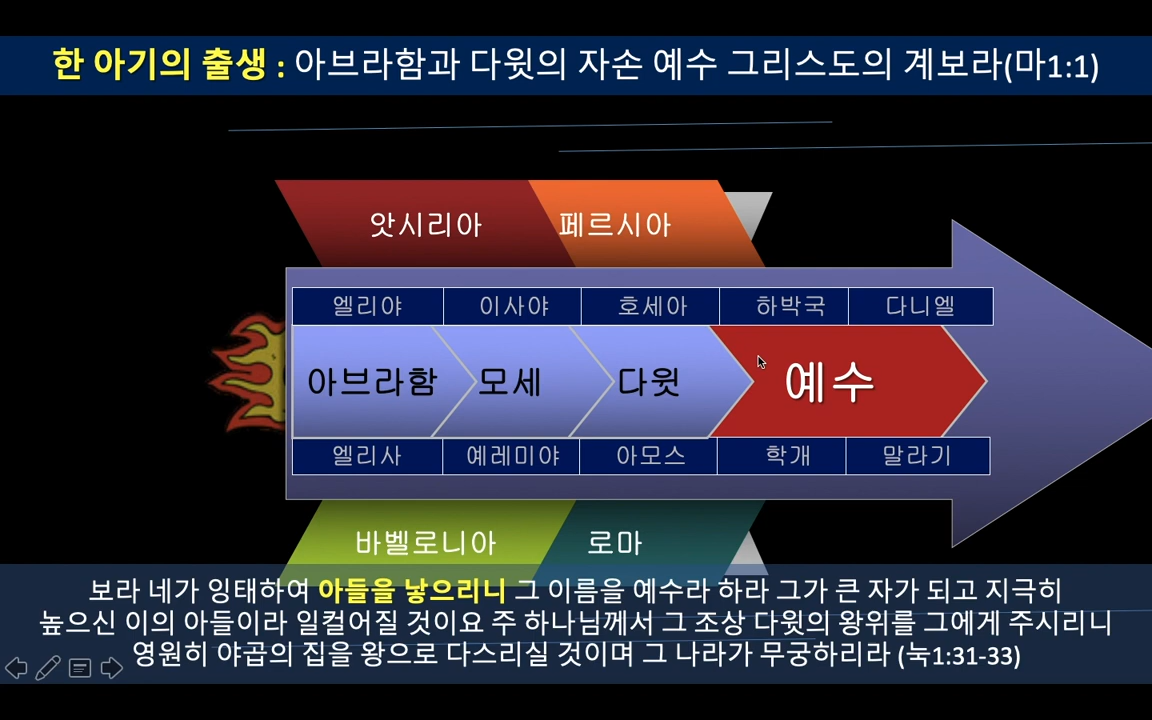 한 아기의 출생 : 아브라함과 다윗의 자손 예수 그리스도의 계보라(마1:1)
앗시리아 페르시아
엘리야 이사야 호세아 하박국 다니엘
아브라함 모세 다윗 예수
엘리사 예레미야 아모스 학개 말라기
바벨로니아 로마
보라 네가 잉태하여 아들을 낳으리니 그 이름을 예수라 하라 그가 큰 자가 되고 지극히
높으신 이의 아들이라 일컬어질 것이요 주 하나님께서 그 조상 다윗의 왕위를 그에게 주시리니
영원히 야곱의 집을 왕으로 다스리실 것이며 그 나라가 무궁하리라 (눅1:31-33)